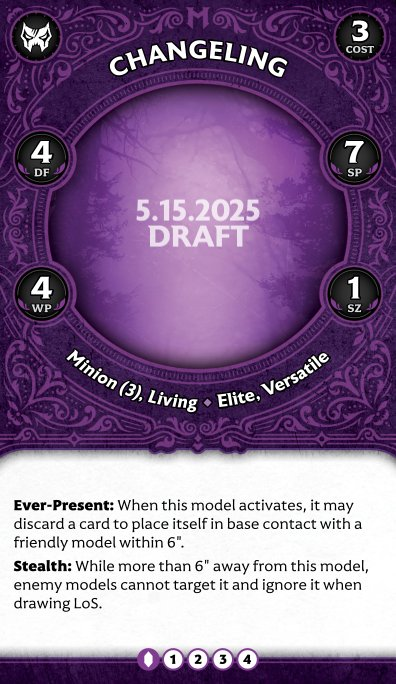 M
CHANGELING
3
COST
4
DF
7
SP
5.15.2025
DRAFT
4
WP
1
SZ
Minion (3), Living ⬥ Elite, Versatile
Ever-Present: When this model activates, it may
discard a card to place itself in base contact with a
friendly model within 6".
Stealth: While more than 6" away from this model,
enemy models cannot target it and ignore it when
drawing LoS.
1 2 3 4